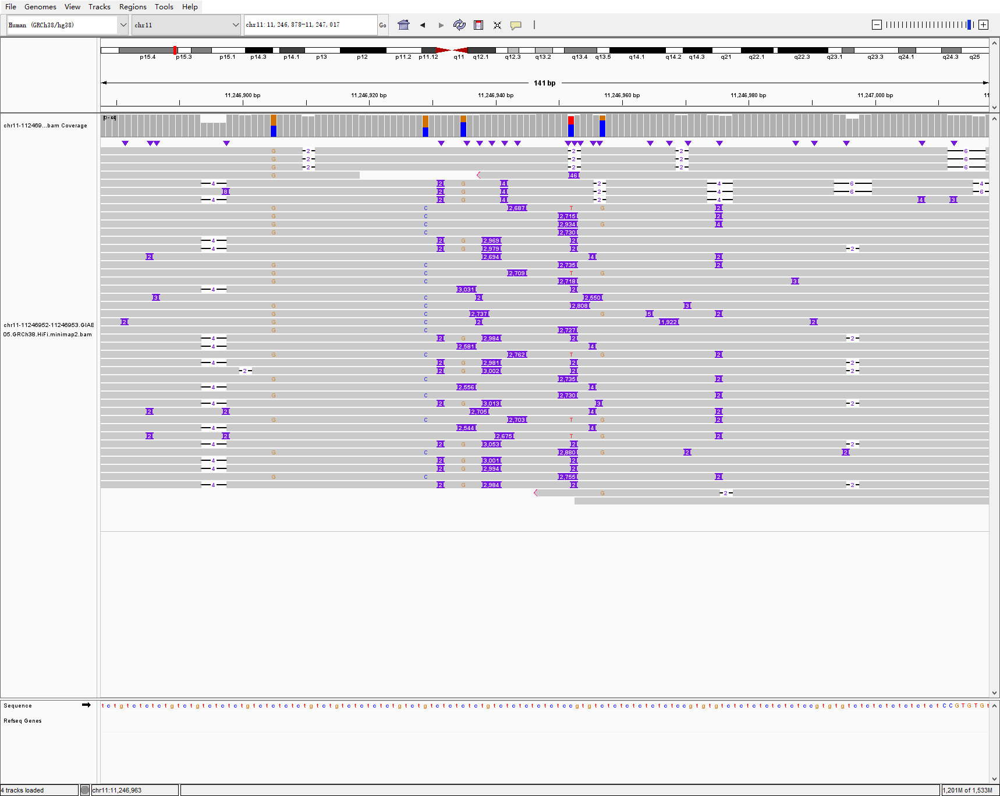 File Genomes View Tracks Regions Tools Help
Human (GRCh38/hg38) chr11 chr11:11,246,878-11,247,017 Go
p15.4 p15.3 p15.1 p14.3 p14.1 p13 p12 p11.2 p11.12 q11 q12.1 q12.3 q13.2 q13.4 q13.5 q14.1 q14.2 q14.3 q21 q22.1 q22.3 q23.1 q23.3 q24.1 q24.3 q25
141 bp
11,246,900 bp 11,246,920 bp 11,246,940 bp 11,246,960 bp 11,246,980 bp 11,247,000 bp 11
chr11-112469...bam Coverage
G 2 2 2 6
G 2 2 2 6
G 2 2 2 6
G 46
4 2 G 4 2 4 6 4
8 2 G 4 2 4 6 6
4 2 G 4 2 4 4 3
G C 2,687 T G 2
G C 2,715 2
G C 2,934 G 4
G C 2,730
4 2 G 2,969 2
4 2 G 2,979 2 2
2 2,694 4 2
G C 2,735 2
G C 2,709 T G
G C 2,718 3
4 3,031 2
3 C 2 2,550
G C 2,808 3
G C 2,737 G 5 2
2 G C 2 1,922 2
chr11-11246952-11246953.GIAB
05.GRCh38.HiFi.minimap2.bam
G C 2,727
4 2 G 2,984 2 2
4 2,581 4
G C 2,762 T G 2
4 2 G 2,981 2 2
2 2 G 3,002 2 2
G C 2,735 2
4 2,556 4
G C 2,730 2
4 2 G 3,013 3 2
2 2 2,705 4 2
G C 2,703 T G 2
4 2,544 4
2 2 2,675 T G 2
4 2 G 3,053 2 2
G C 2,880 G 2 2
4 2 G 3,001 2
4 2 G 2,994 2
G C 2,755 2
4 2 G 2,984 2 2
G 2
Sequence t c t g t c t c t c t g t c t g t c t c t c t g t c t c t c t c t g t c t g t c t c t c t c t g t c t g t c t c t c t c t g t c t c t c t c t c c g t g t c t c t c t c t c t c t c c g t g t g t c t c t c t c t c t c t c c g t g t g t c t c t c t c t c t c t c t C C G T G T G t
Refseq Genes
4 tracks loaded chr11:11,246,963 1,201M of 1,533M